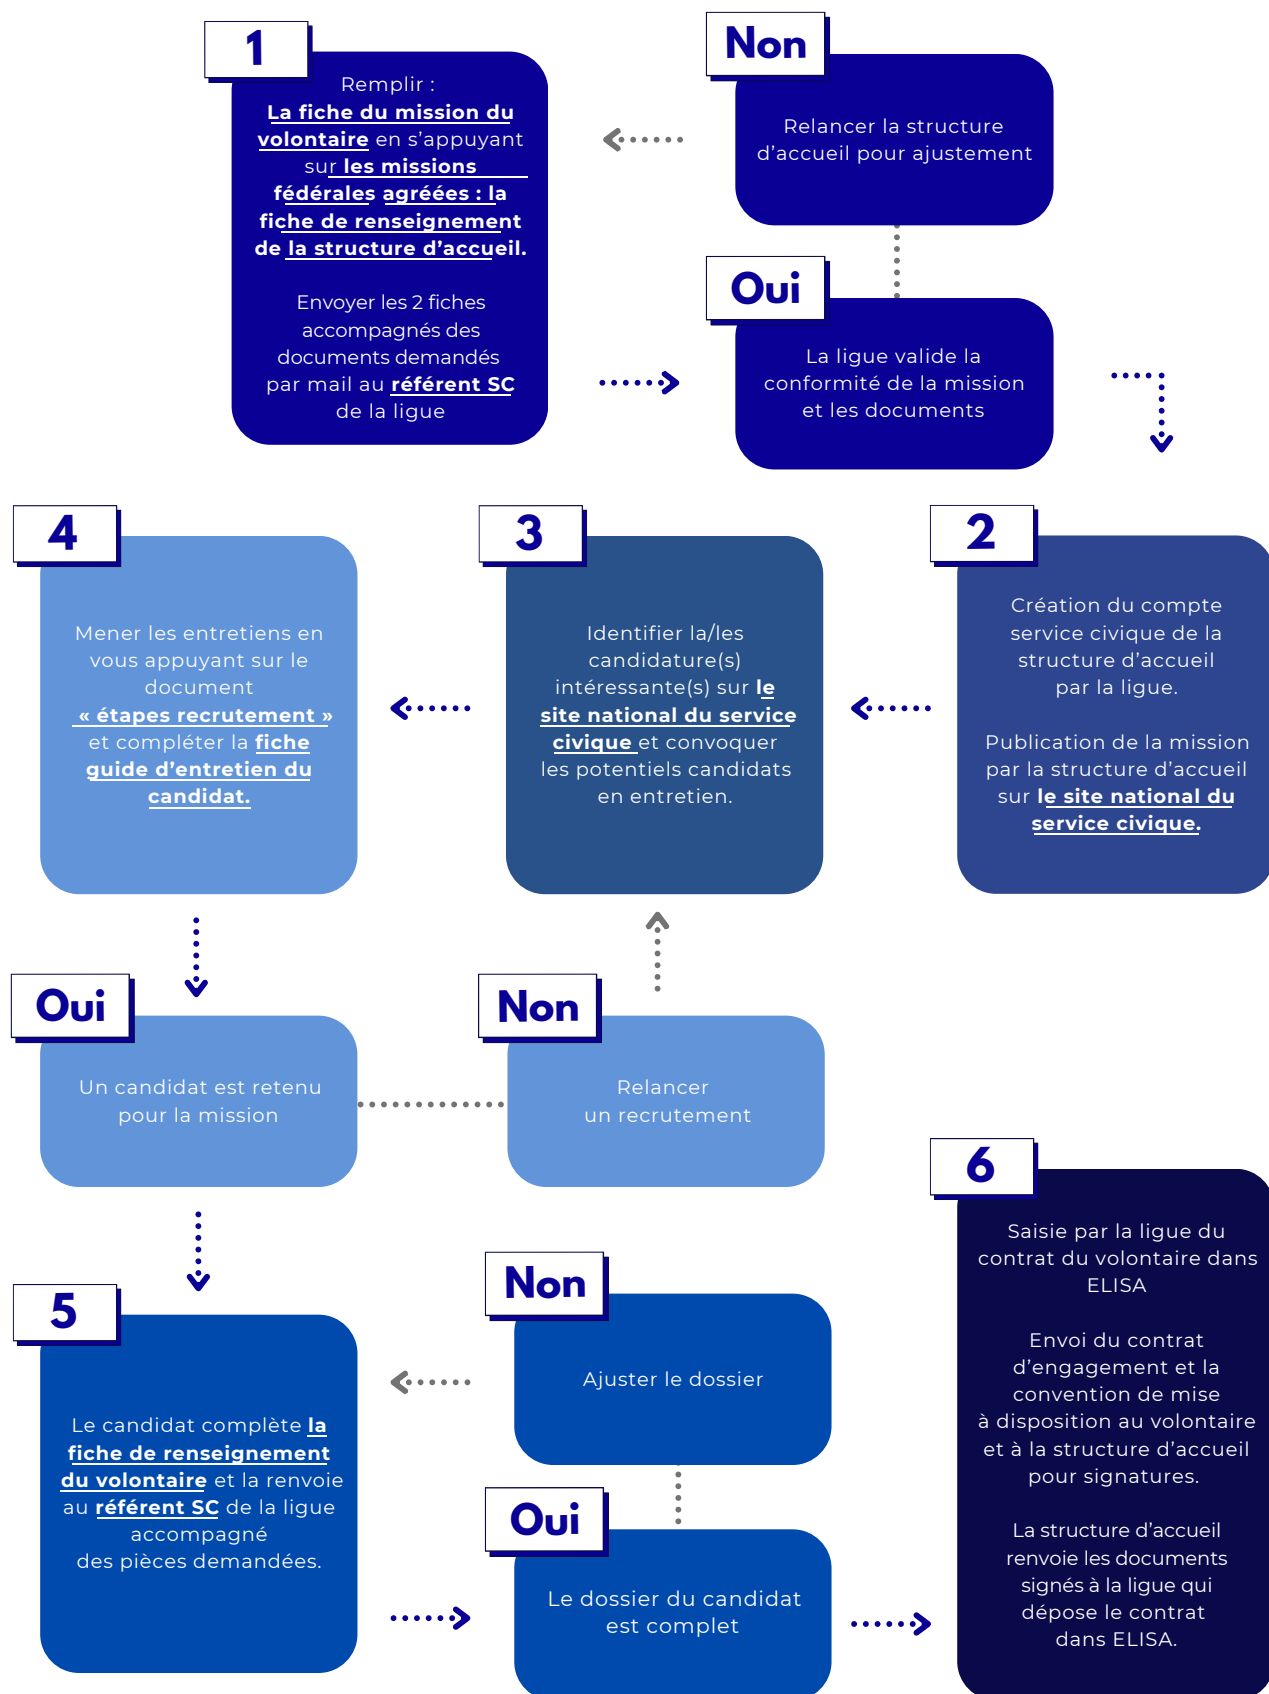 1
Remplir :
La fiche du mission du
volontaire en s’appuyant
sur les missions
fédérales agréées : la
fiche de renseignement
de la structure d’accueil.
Envoyer les 2 fiches
accompagnés des
documents demandés
par mail au référent SC
de la ligue
Non
Relancer la structure
d’accueil pour ajustement
Oui
La ligue valide la
conformité de la mission
et les documents
2
Création du compte
service civique de la
structure d’accueil
par la ligue.
Publication de la mission
par la structure d’accueil
sur le site national du
service civique.
3
Identifier la/les
candidature(s)
intéressante(s) sur le
site national du service
civique et convoquer
les potentiels candidats
en entretien.
4
Mener les entretiens en
vous appuyant sur le
document
« étapes recrutement »
et compléter la fiche
guide d’entretien du
candidat.
Oui
Un candidat est retenu
pour la mission
Non
Relancer
un recrutement
5
Le candidat complète la
fiche de renseignement
du volontaire et la renvoie
au référent SC de la ligue
accompagné
des pièces demandées.
Non
Ajuster le dossier
Oui
Le dossier du candidat
est complet
6
Saisie par la ligue du
contrat du volontaire dans
ELISA
Envoi du contrat
d’engagement et la
convention de mise
à disposition au volontaire
et à la structure d’accueil
pour signatures.
La structure d’accueil
renvoie les documents
signés à la ligue qui
dépose le contrat
dans ELISA.